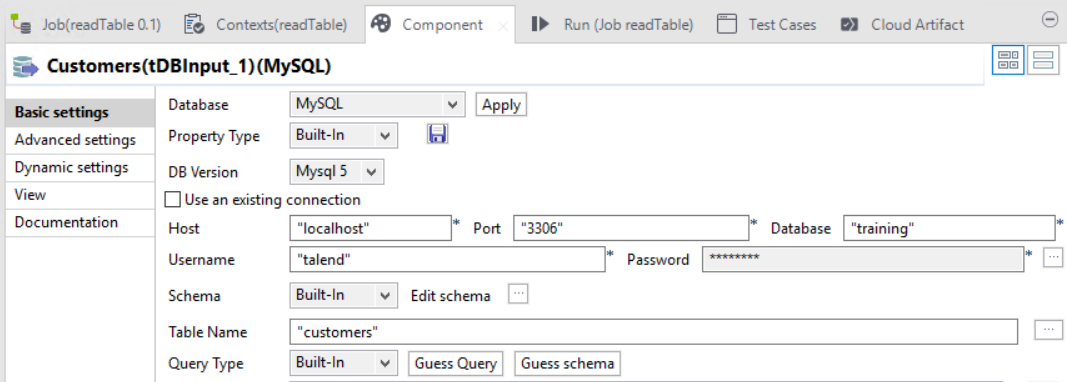 Job(readTable 0.1) Contexts(readTable) Component Run (Job readTable) Test Cases Cloud Artifact
Customers(tDBInput_1)(MySQL)
Basic settings
Advanced settings
Dynamic settings
View
Documentation
Database MySQL Apply
Property Type Built-In
DB Version Mysql 5
Use an existing connection
Host "localhost" * Port "3306" * Database "training" *
Username "talend" * Password ******** * ...
Schema Built-In Edit schema ...
Table Name "customers" ...
Query Type Built-In Guess Query Guess schema